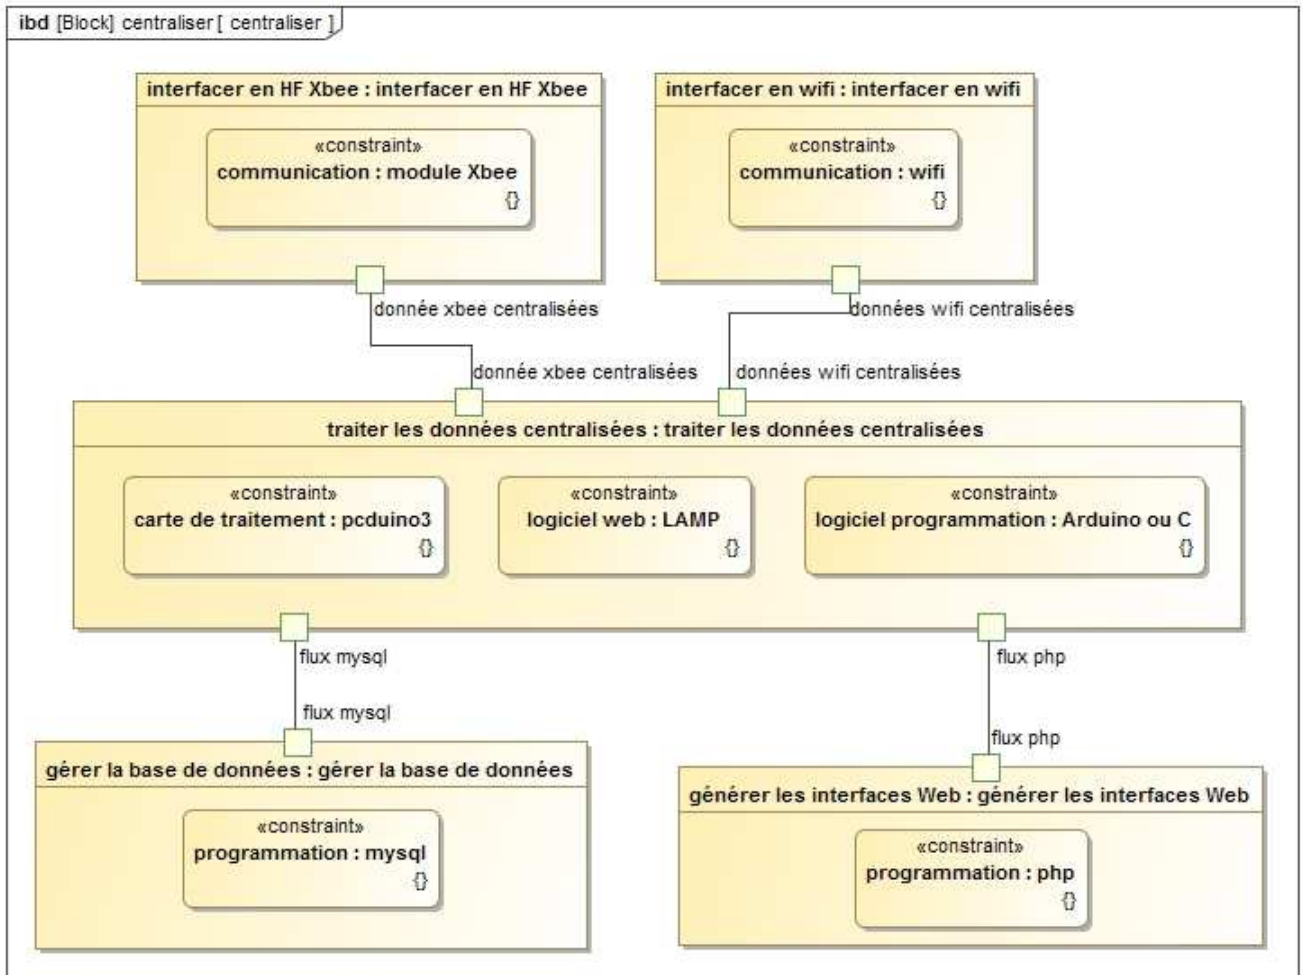 ibd [Block] centraliser [ centraliser ]
interfacer en HF Xbee : interfacer en HF Xbee
«constraint»
communication : module Xbee
{}
interfacer en wifi : interfacer en wifi
«constraint»
communication : wifi
{}
donnée xbee centralisées
données wifi centralisées
donnée xbee centralisées
données wifi centralisées
traiter les données centralisées : traiter les données centralisées
«constraint»
carte de traitement : pcduino3
{}
«constraint»
logiciel web : LAMP
{}
«constraint»
logiciel programmation : Arduino ou C
{}
flux mysql
flux php
flux mysql
flux php
gérer la base de données : gérer la base de données
«constraint»
programmation : mysql
{}
générer les interfaces Web : générer les interfaces Web
«constraint»
programmation : php
{}